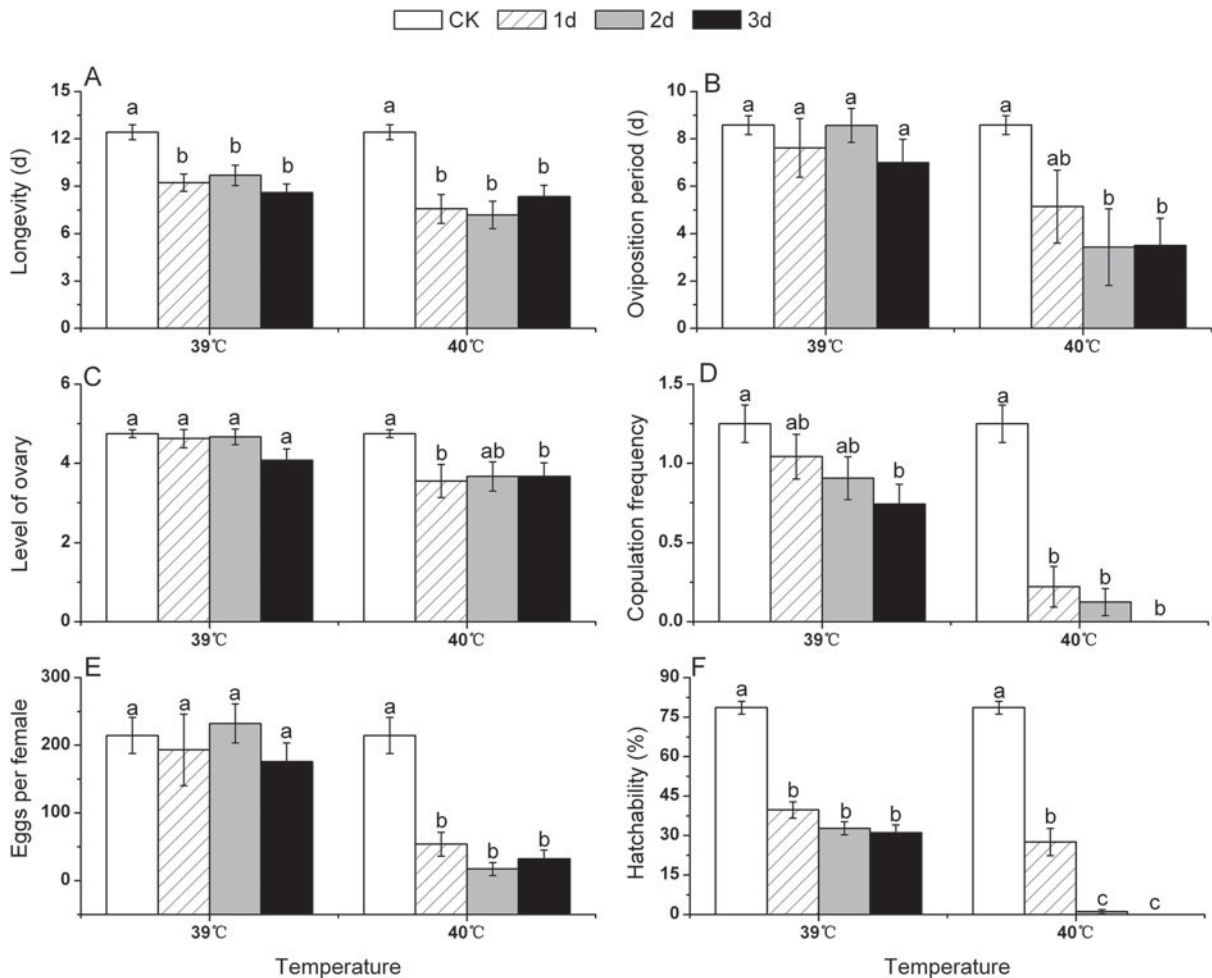 CK 1d 2d 3d
A
Longevity (d)
15
12
9
6
3
0
a b b b a b b b
39℃ 40℃
B
Oviposition period (d)
10
8
6
4
2
0
a a a a a ab b b
39℃ 40℃
C
Level of ovary
6
4
2
0
a a a a a b ab b
39℃ 40℃
D
Copulation frequency
1.5
1.0
0.5
0.0
a ab ab b a b b b
39℃ 40℃
E
Eggs per female
300
200
100
0
a a a a a b b b
39℃ 40℃
F
Hatchability (%)
90
75
60
45
30
15
0
a b b b a b c c
39℃ 40℃
Temperature Temperature